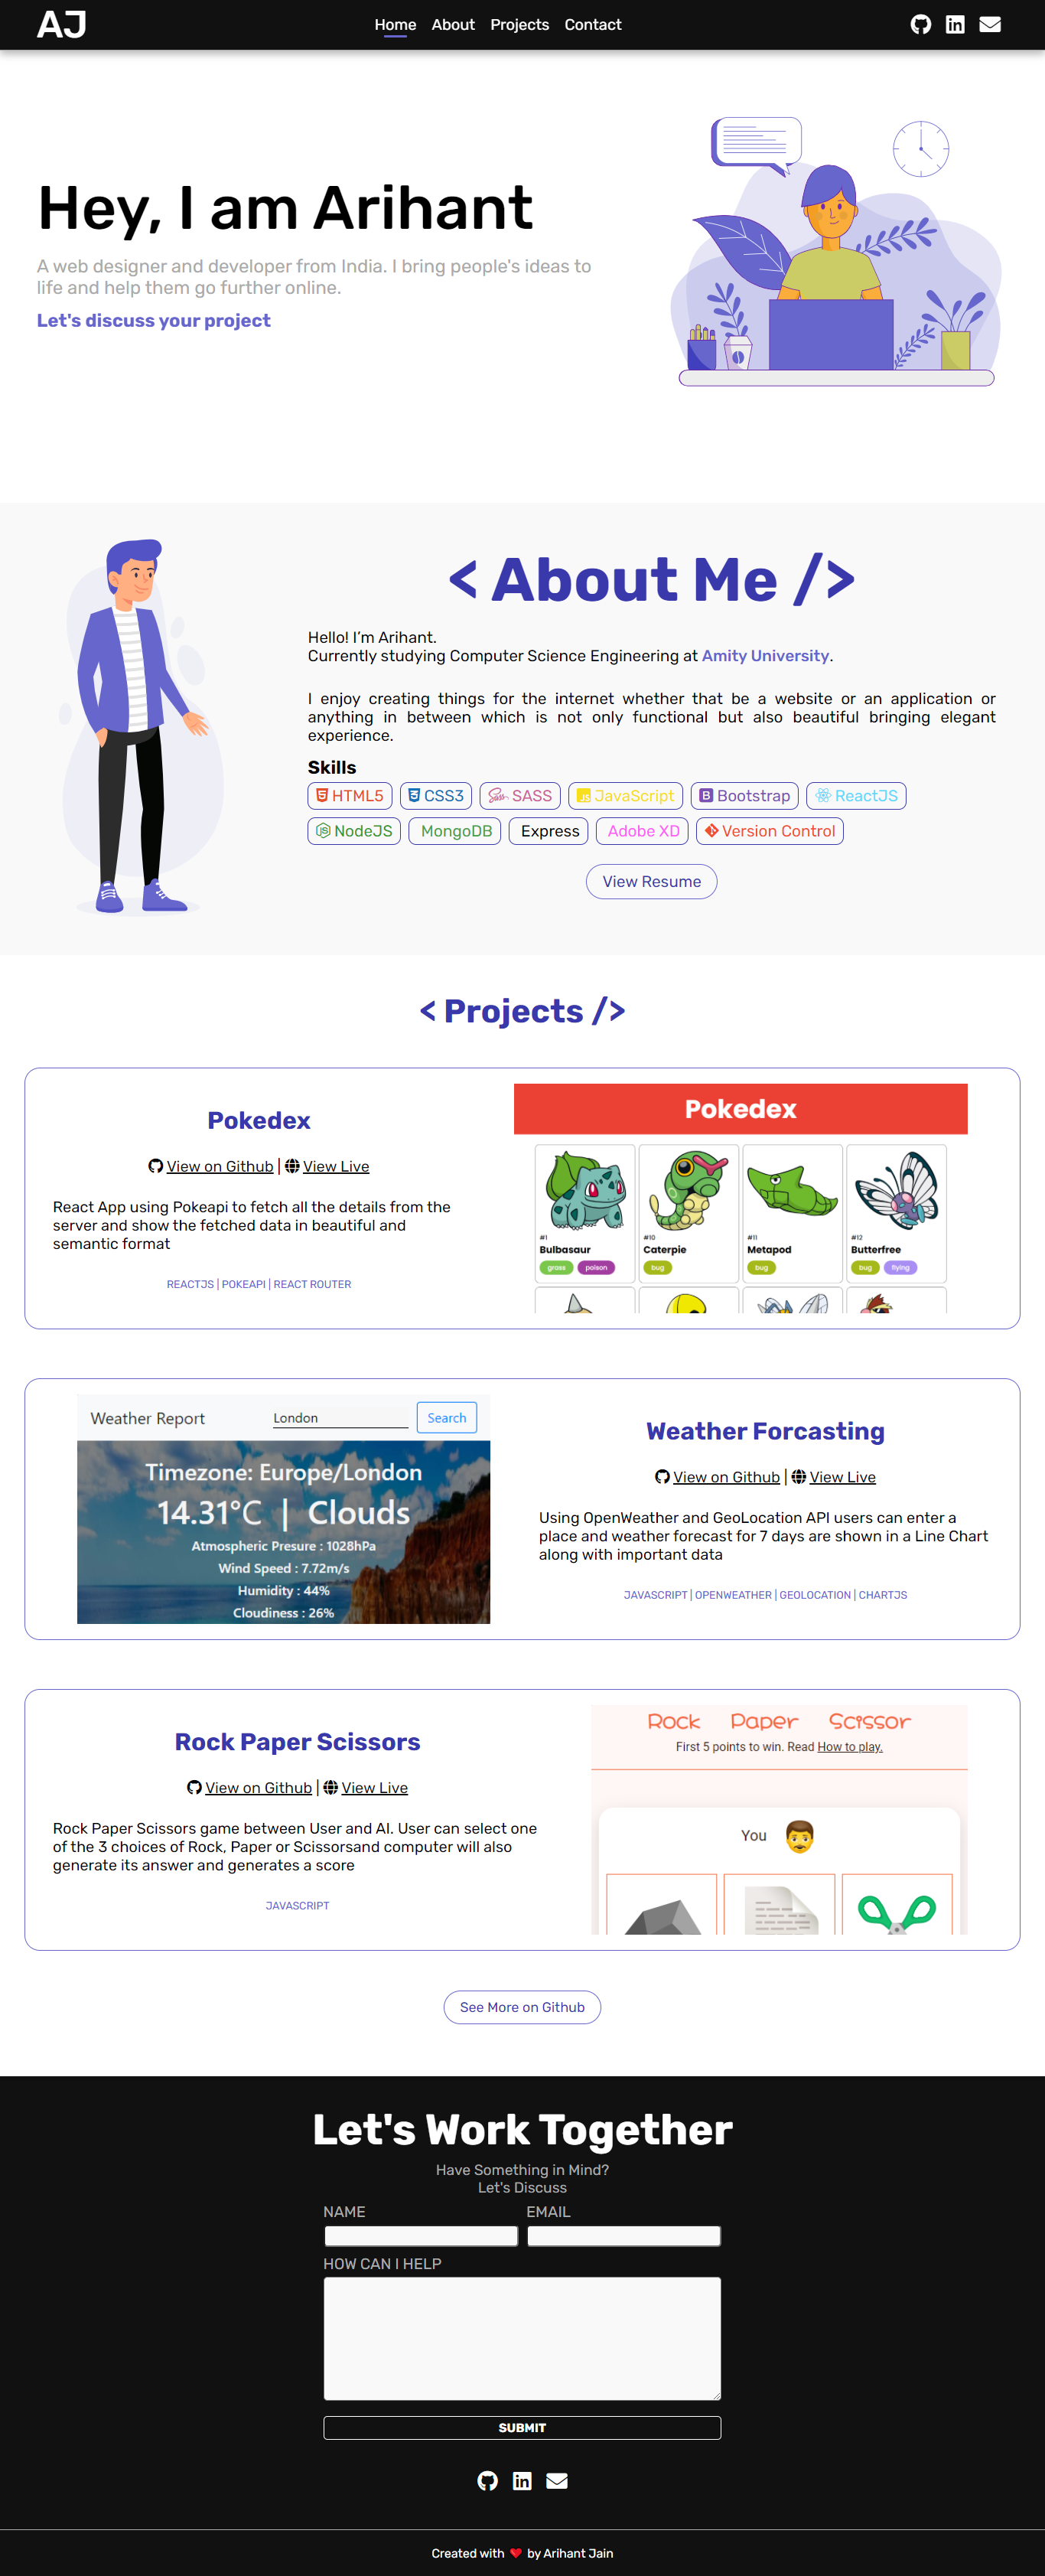 AJ
Home About Projects Contact
Hey, I am Arihant
A web designer and developer from India. I bring people's ideas to
life and help them go further online.
Let's discuss your project
< About Me />
Hello! I’m Arihant.
Currently studying Computer Science Engineering at Amity University.
I enjoy creating things for the internet whether that be a website or an application or
anything in between which is not only functional but also beautiful bringing elegant
experience.
Skills
HTML5 CSS3 SASS JavaScript Bootstrap ReactJS
NodeJS MongoDB Express Adobe XD Version Control
View Resume
< Projects />
Pokedex
View on Github | View Live
React App using Pokeapi to fetch all the details from the
server and show the fetched data in beautiful and
semantic format
REACTJS | POKEAPI | REACT ROUTER
Pokedex
#1 #10 #11 #12
Bulbasaur Caterpie Metapod Butterfree
grass poison bug bug bug flying
Weather Report London Search
Timezone: Europe/London
14.31°C | Clouds
Atmospheric Presure : 1028hPa
Wind Speed : 7.72m/s
Humidity : 44%
Cloudiness : 26%
Weather Forcasting
View on Github | View Live
Using OpenWeather and GeoLocation API users can enter a
place and weather forecast for 7 days are shown in a Line Chart
along with important data
JAVASCRIPT | OPENWEATHER | GEOLOCATION | CHARTJS
Rock Paper Scissors
View on Github | View Live
Rock Paper Scissors game between User and AI. User can select one
of the 3 choices of Rock, Paper or Scissorsand computer will also
generate its answer and generates a score
JAVASCRIPT
Rock Paper Scissor
First 5 points to win. Read How to play.
You
See More on Github
Let's Work Together
Have Something in Mind?
Let's Discuss
NAME EMAIL
HOW CAN I HELP
SUBMIT
Created with ❤ by Arihant Jain